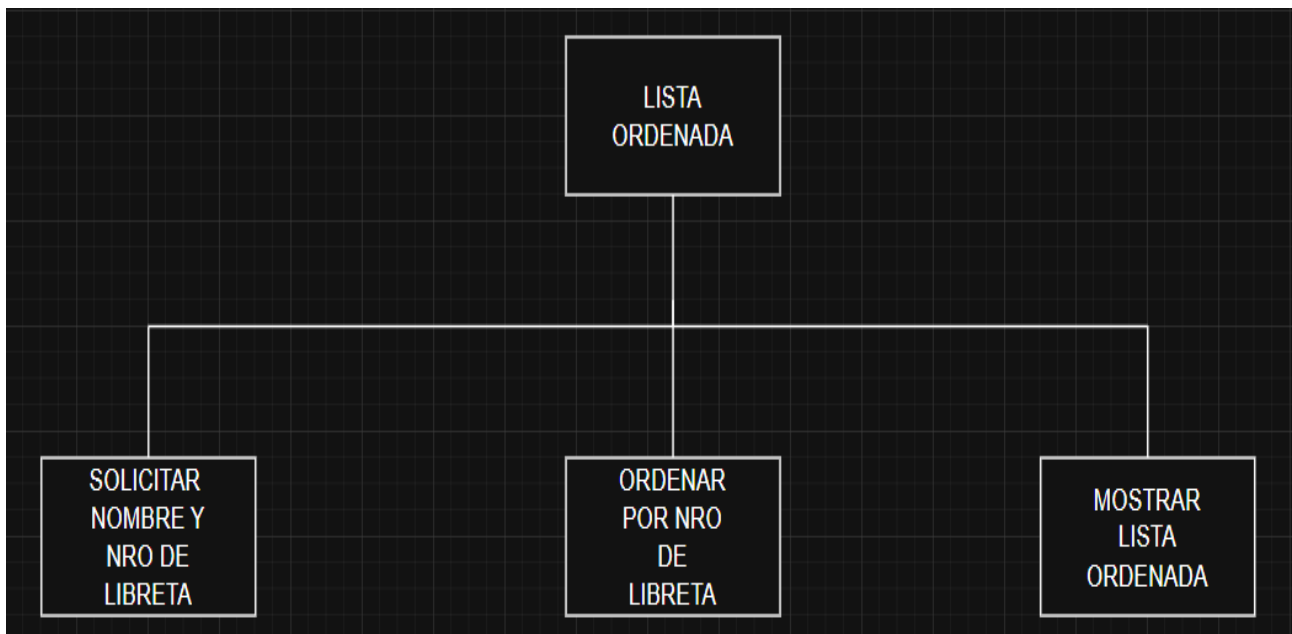 LISTA
ORDENADA
SOLICITAR
NOMBRE Y
NRO DE
LIBRETA
ORDENAR
POR NRO
DE
LIBRETA
MOSTRAR
LISTA
ORDENADA